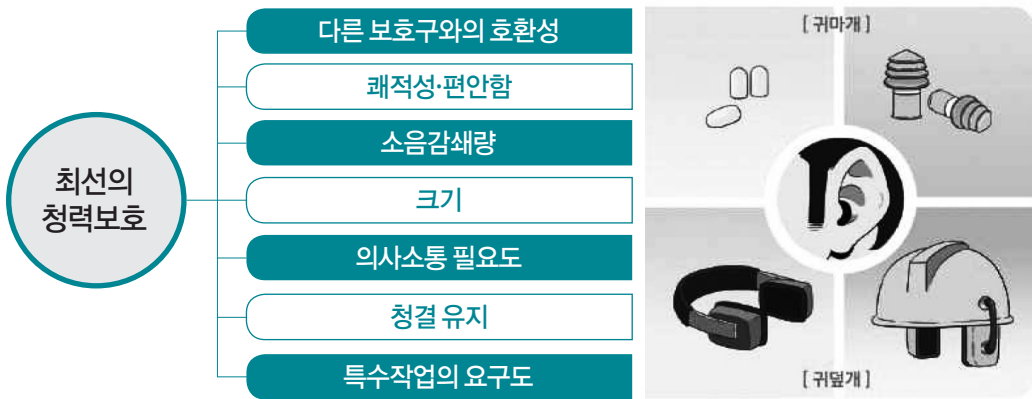 최선의
청력보호
다른 보호구와의 호환성
쾌적성·편안함
소음감쇄량
크기
의사소통 필요도
청결 유지
특수작업의 요구도
[ 귀마개 ]
[ 귀덮개 ]